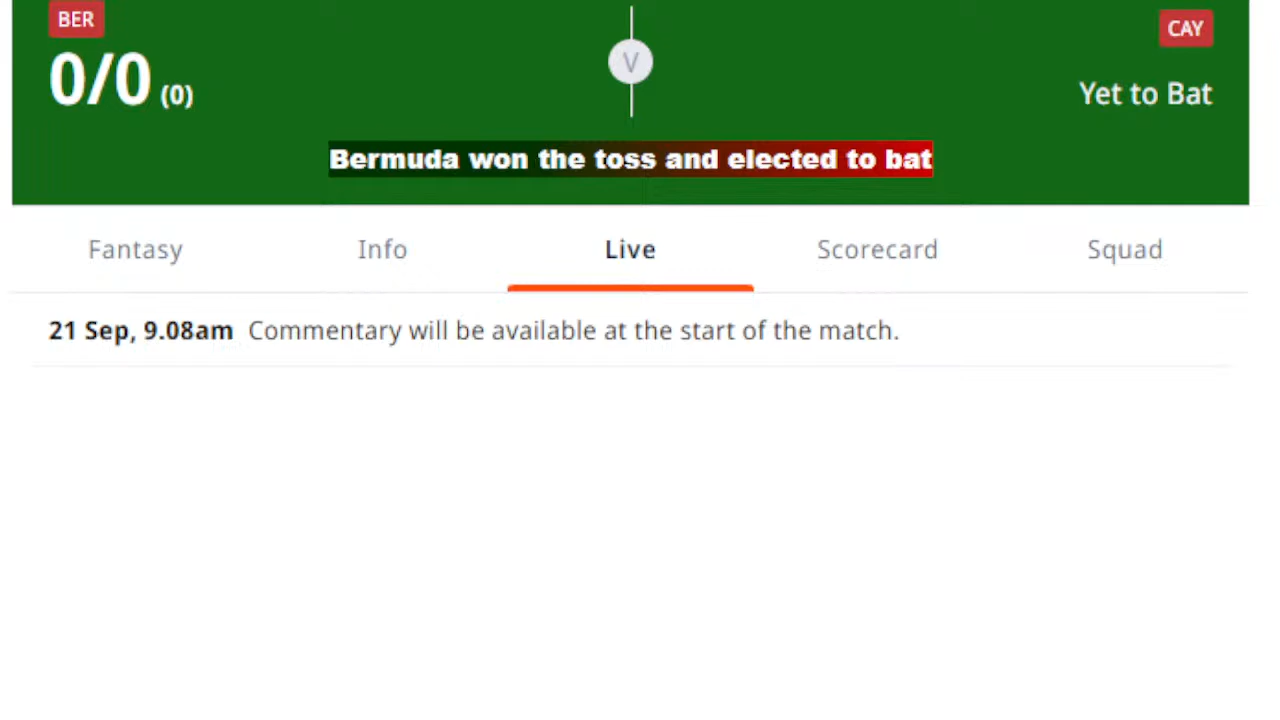 BER
CAY
0/0 (0)
V
Yet to Bat
Bermuda won the toss and elected to bat
Fantasy Info Live Scorecard Squad
21 Sep, 9.08am Commentary will be available at the start of the match.